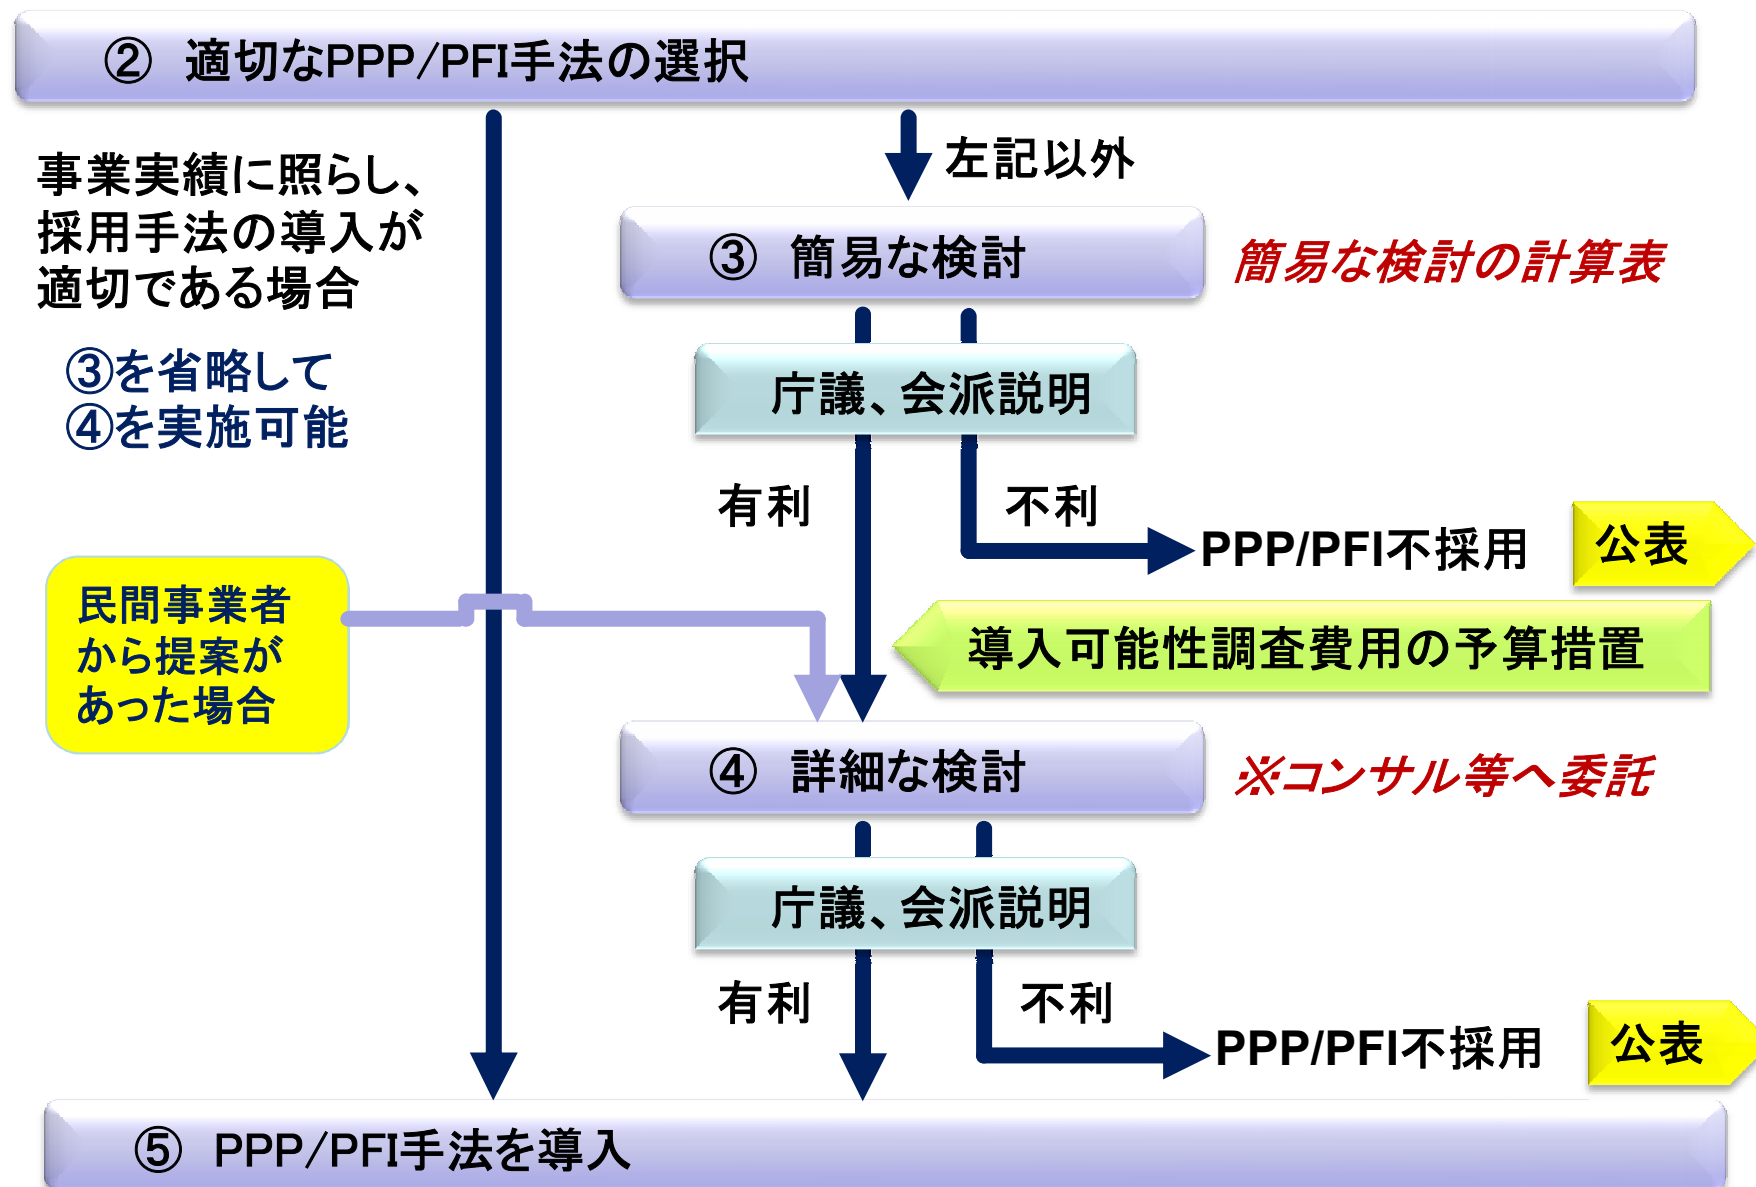 ② 適切なPPP/PFI手法の選択
事業実績に照らし、
採用手法の導入が
適切である場合
③を省略して
④を実施可能
左記以外
③ 簡易な検討
簡易な検討の計算表
庁議、会派説明
有利
不利
PPP/PFI不採用
公表
民間事業者
から提案が
あった場合
導入可能性調査費用の予算措置
④ 詳細な検討
※コンサル等へ委託
庁議、会派説明
有利
不利
PPP/PFI不採用
公表
⑤ PPP/PFI手法を導入